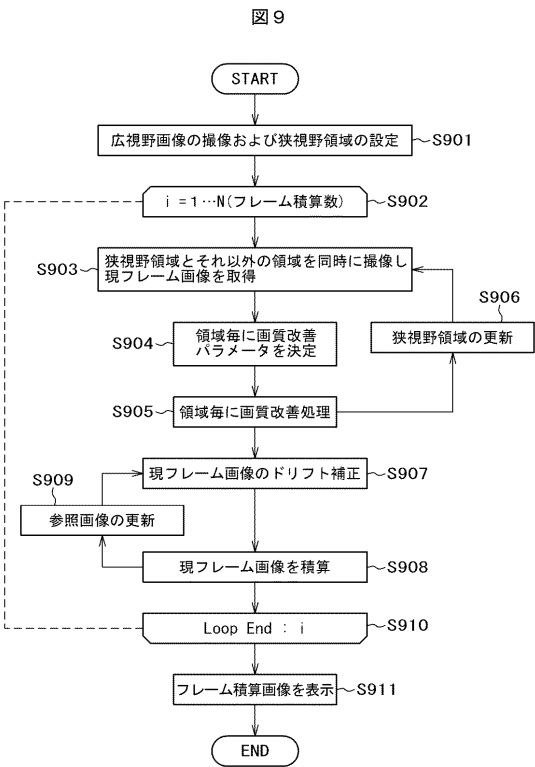 図9
START
広視野画像の撮像および狭視野領域の設定
S901
i=1…N(フレーム積算数)
S902
狭視野領域とそれ以外の領域を同時に撮像し
現フレーム画像を取得
S903
S906
狭視野領域の更新
領域毎に画質改善
パラメータを決定
S904
領域毎に画質改善処理
S905
現フレーム画像のドリフト補正
S907
S909
参照画像の更新
現フレーム画像を積算
S908
Loop End : i
S910
フレーム積算画像を表示
S911
END